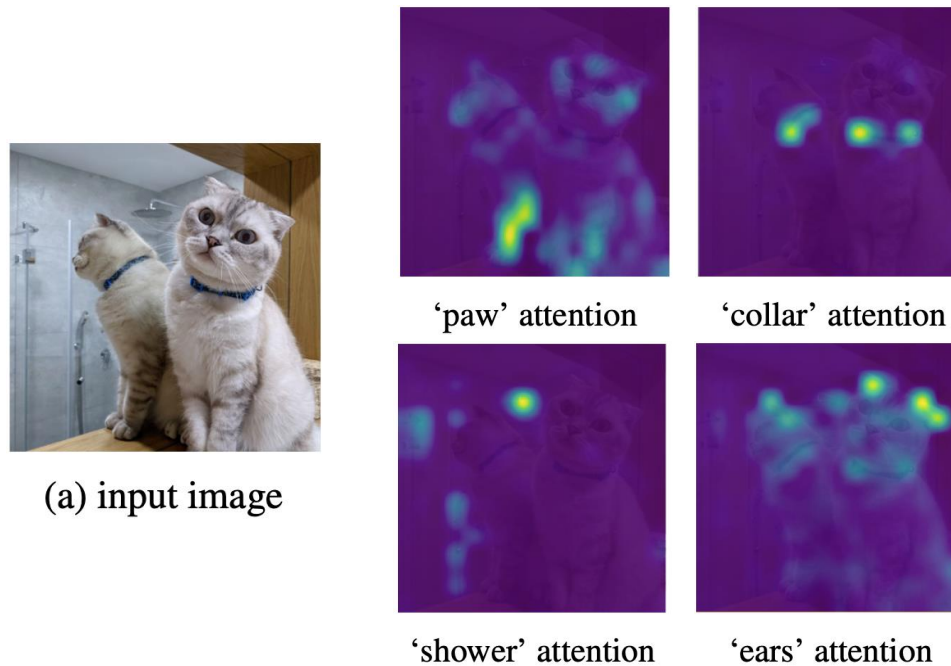 ‘paw’ attention
‘collar’ attention
(a) input image
‘shower’ attention
‘ears’ attention